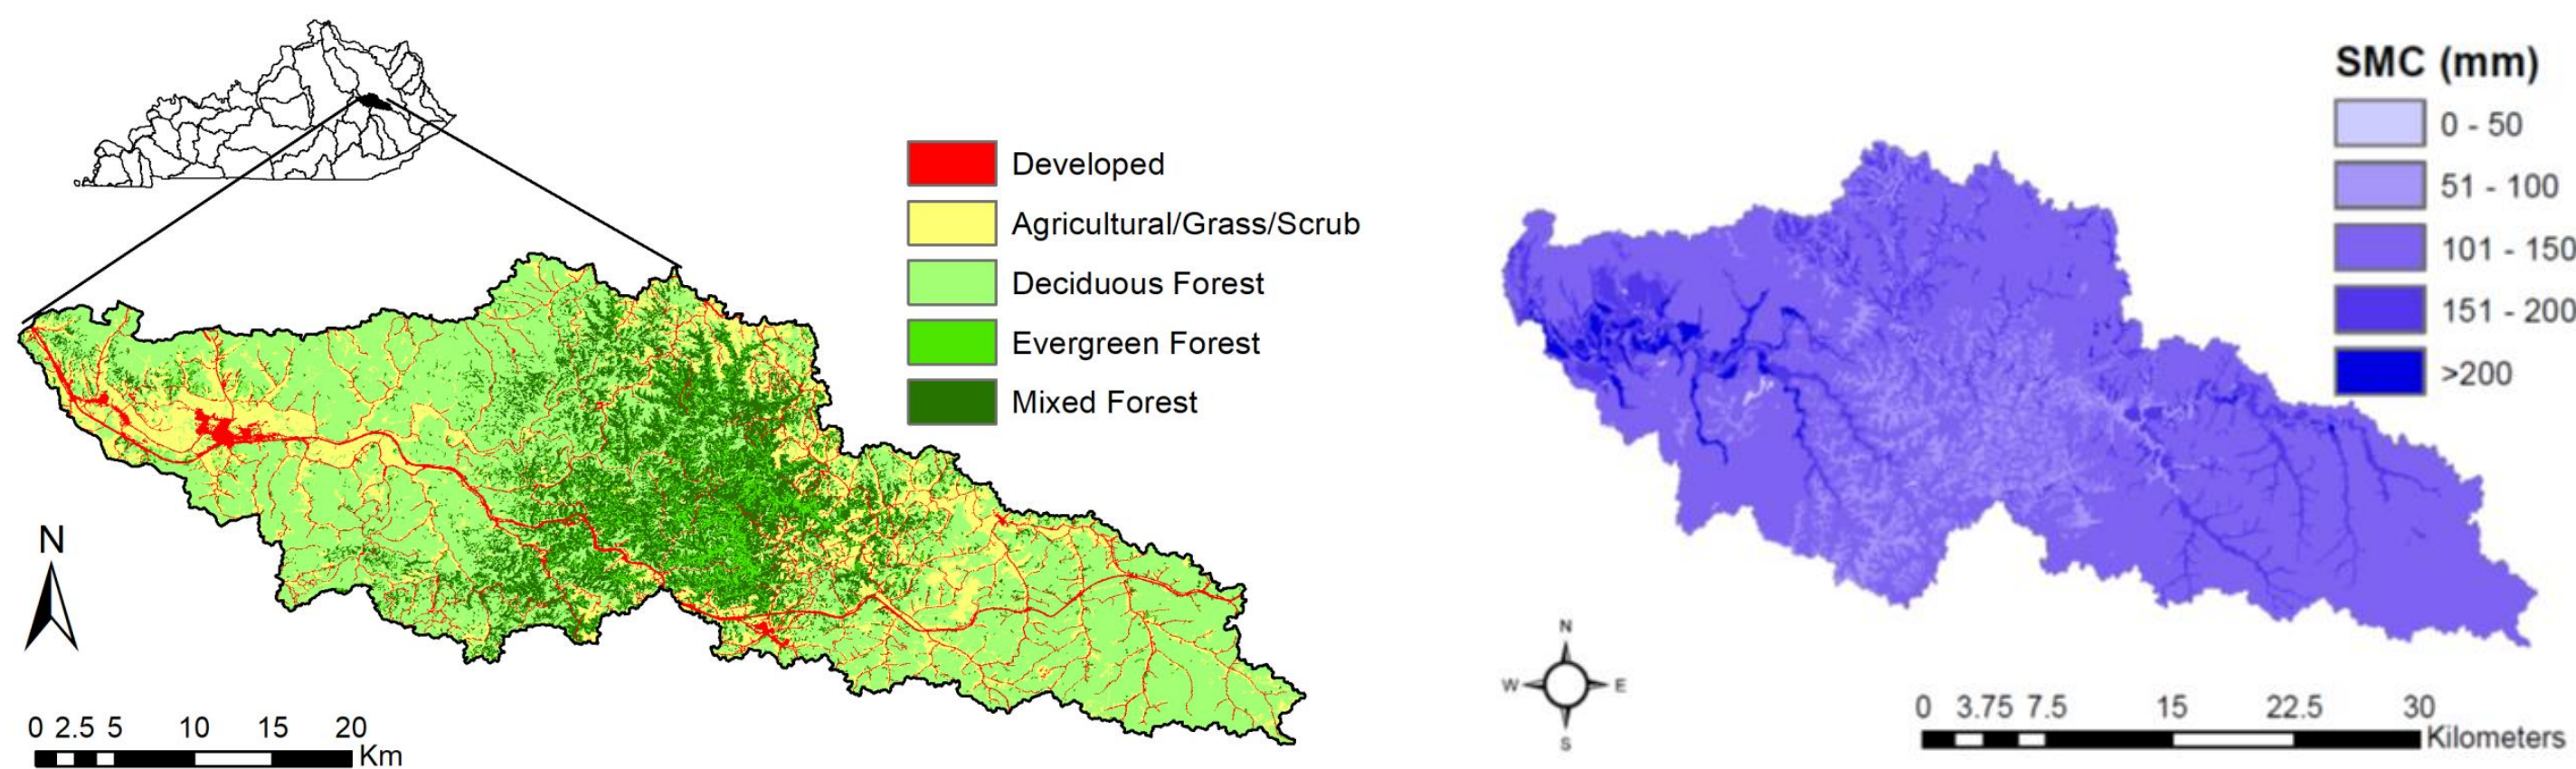 Developed
Agricultural/Grass/Scrub
Deciduous Forest
Evergreen Forest
Mixed Forest
N
0 2.5 5 10 15 20
Km
SMC (mm)
0 - 50
51 - 100
101 - 150
151 - 200
>200
N
W E
S
0 3.75 7.5 15 22.5 30
Kilometers